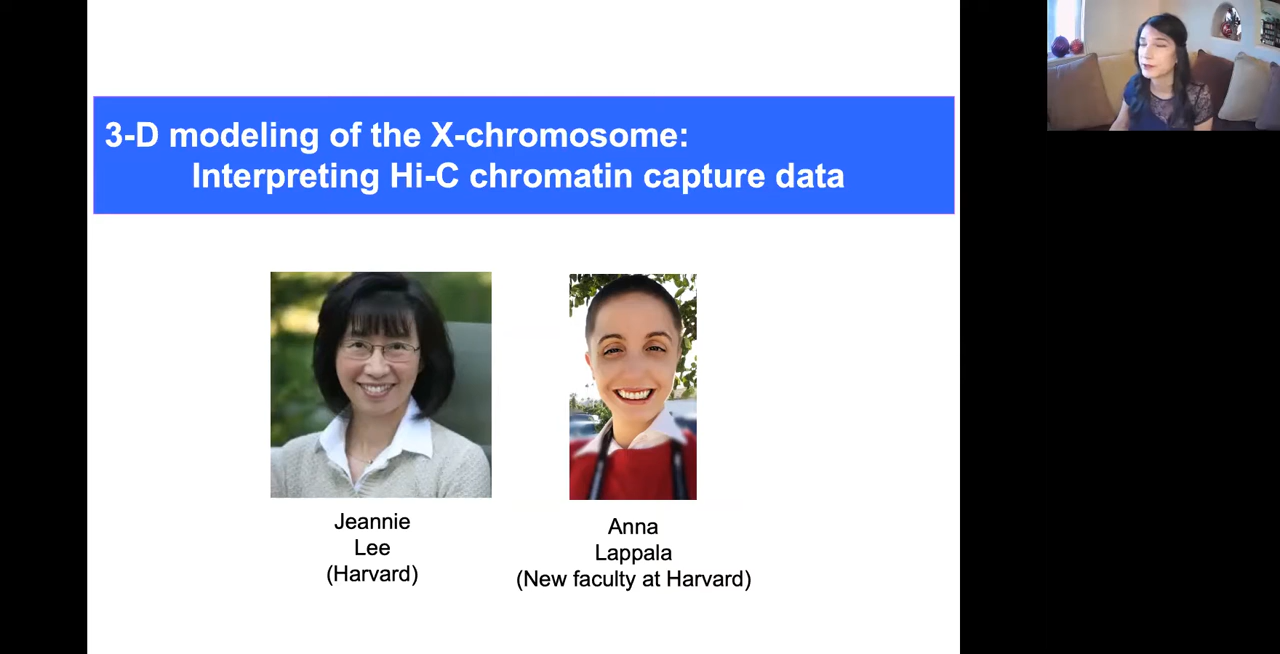 3-D modeling of the X-chromosome:
Interpreting Hi-C chromatin capture data
Jeannie
Lee
(Harvard)
Anna
Lappala
(New faculty at Harvard)